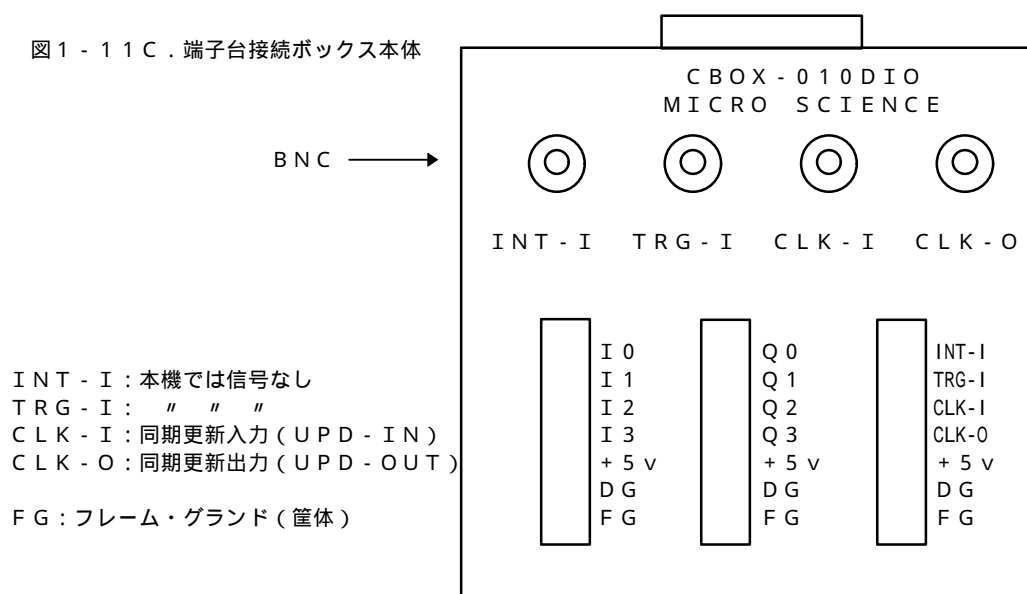 図1-11C.端子台接続ボックス本体
CBOX-010DIO
MICRO SCIENCE
BNC
INT-I TRG-I CLK-I CLK-O
INT-I:本機では信号なし
TRG-I: 〃 〃 〃
CLK-I:同期更新入力(UPD-IN)
CLK-O:同期更新出力(UPD-OUT)
FG:フレーム・グランド(筐体)
I0
I1
I2
I3
+5v
DG
FG
Q0
Q1
Q2
Q3
+5v
DG
FG
INT-I
TRG-I
CLK-I
CLK-O
+5v
DG
FG